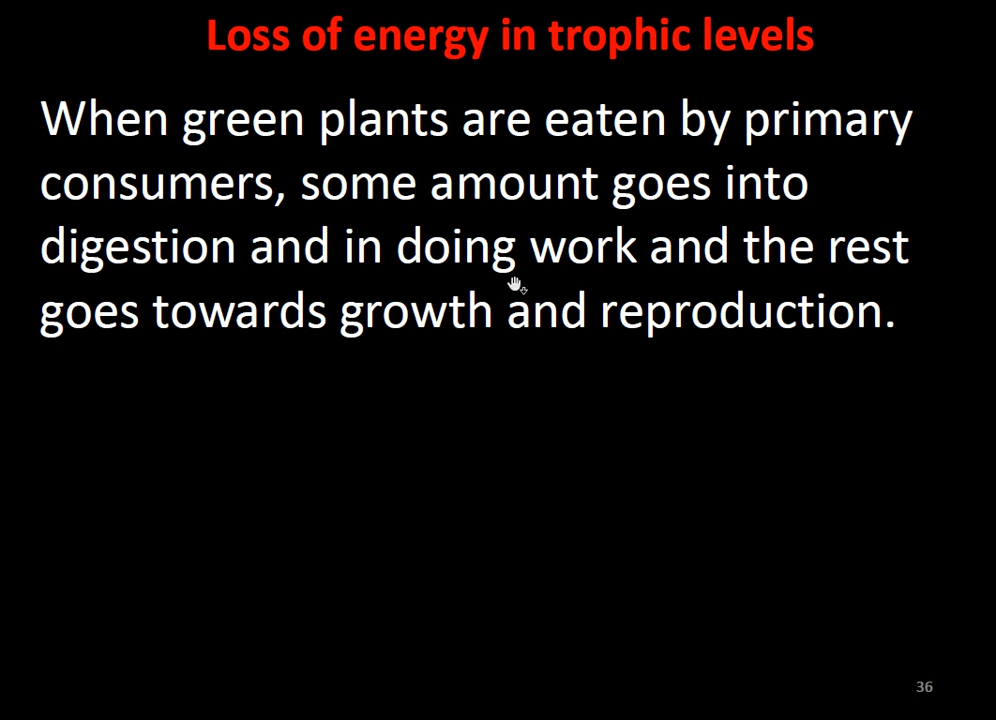 Loss of energy in trophic levels
When green plants are eaten by primary
consumers, some amount goes into
digestion and in doing work and the rest
goes towards growth and reproduction.
36